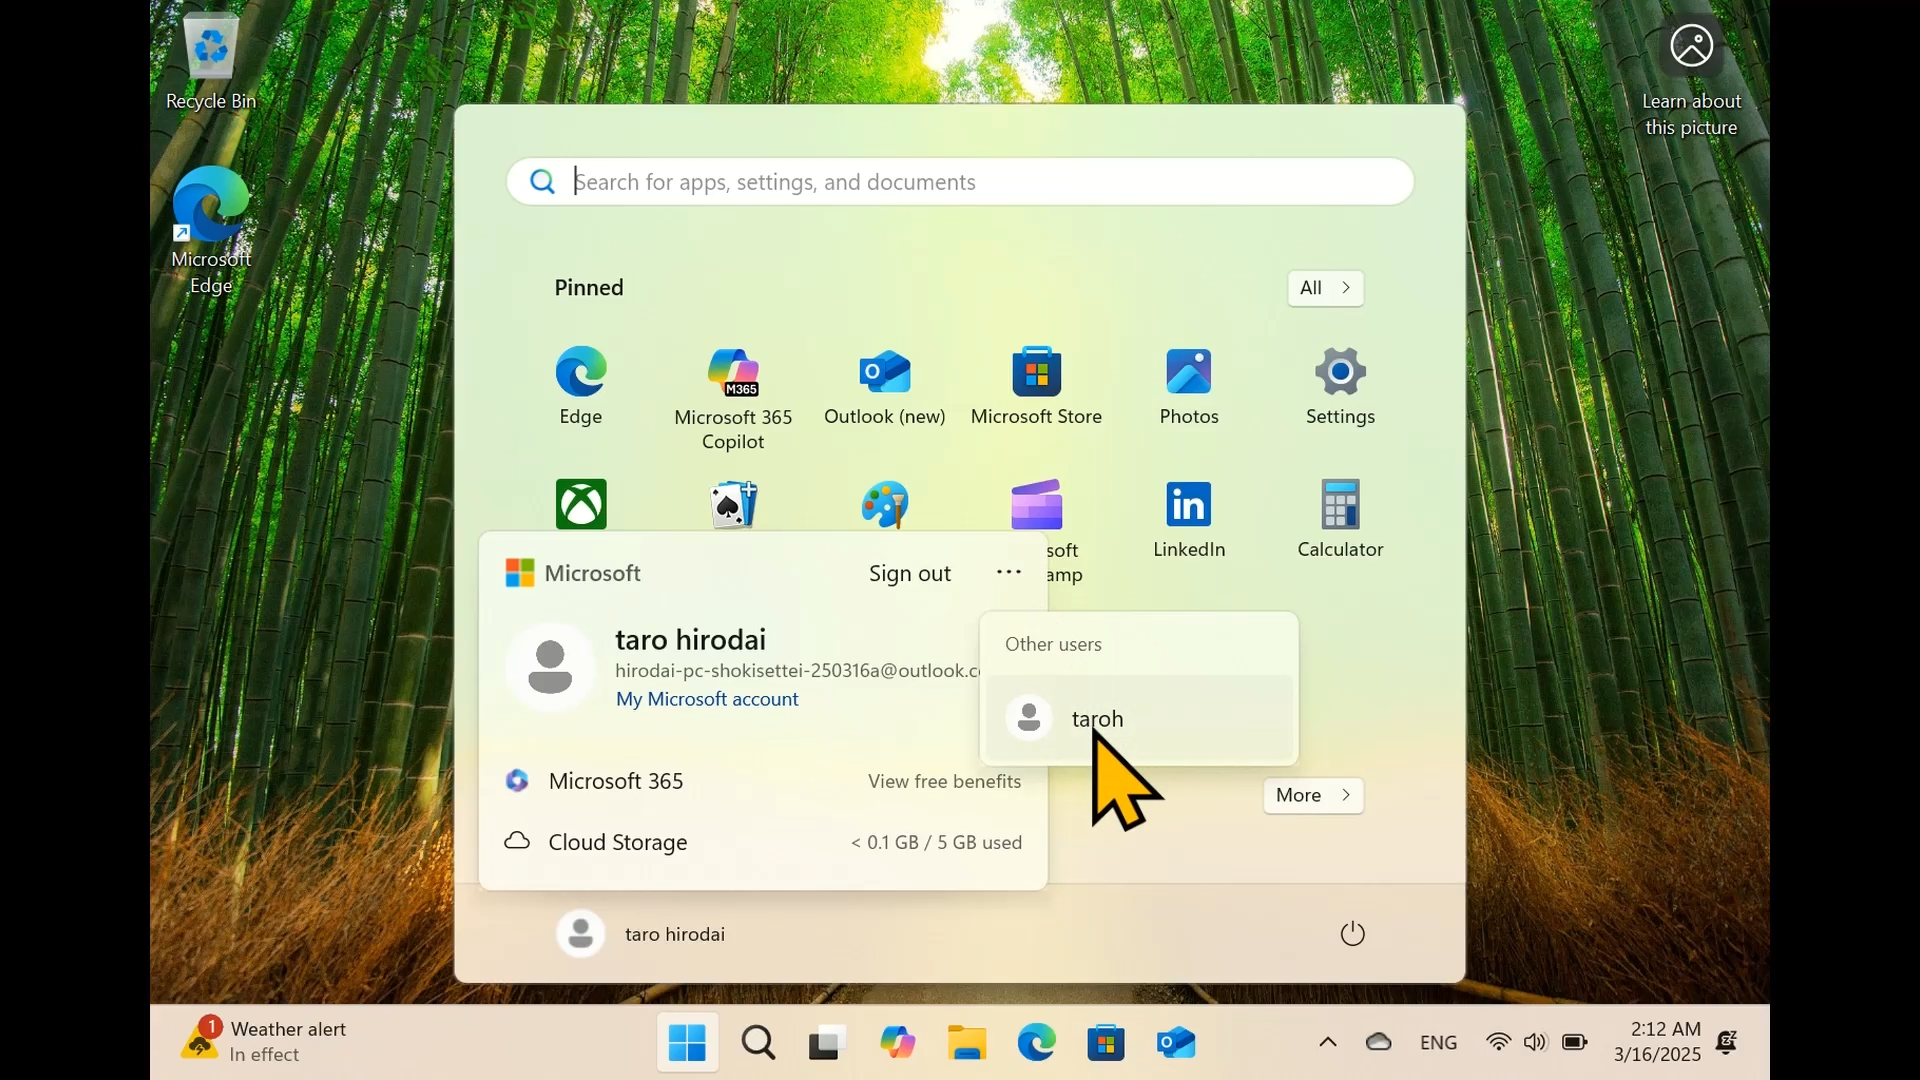 Recycle Bin
Learn about
this picture
Microsoft
Edge
Search for apps, settings, and documents
Pinned
All
Edge
Microsoft 365
Copilot
M365
Outlook (new)
Microsoft Store
Photos
Settings
LinkedIn
Calculator
soft
amp
Microsoft
Sign out
···
taro hirodai
hirodai-pc-shokisettei-250316a@outlook.c
My Microsoft account
Other users
taroh
Microsoft 365
View free benefits
More
Cloud Storage
< 0.1 GB / 5 GB used
taro hirodai
1
Weather alert
In effect
ENG
2:12 AM
3/16/2025